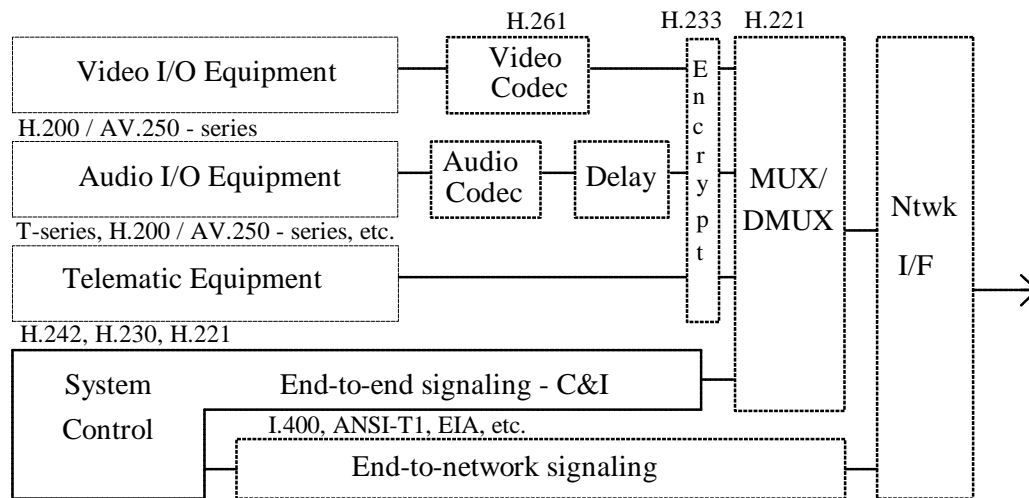 H.261
H.233
H.221
Video I/O Equipment
Video
Codec
Encrypt
H.200 / AV.250 - series
Audio I/O Equipment
Audio
Codec
Delay
MUX/
DMUX
Ntwk
I/F
T-series, H.200 / AV.250 - series, etc.
Telematic Equipment
H.242, H.230, H.221
System
Control
End-to-end signaling - C&I
I.400, ANSI-T1, EIA, etc.
End-to-network signaling